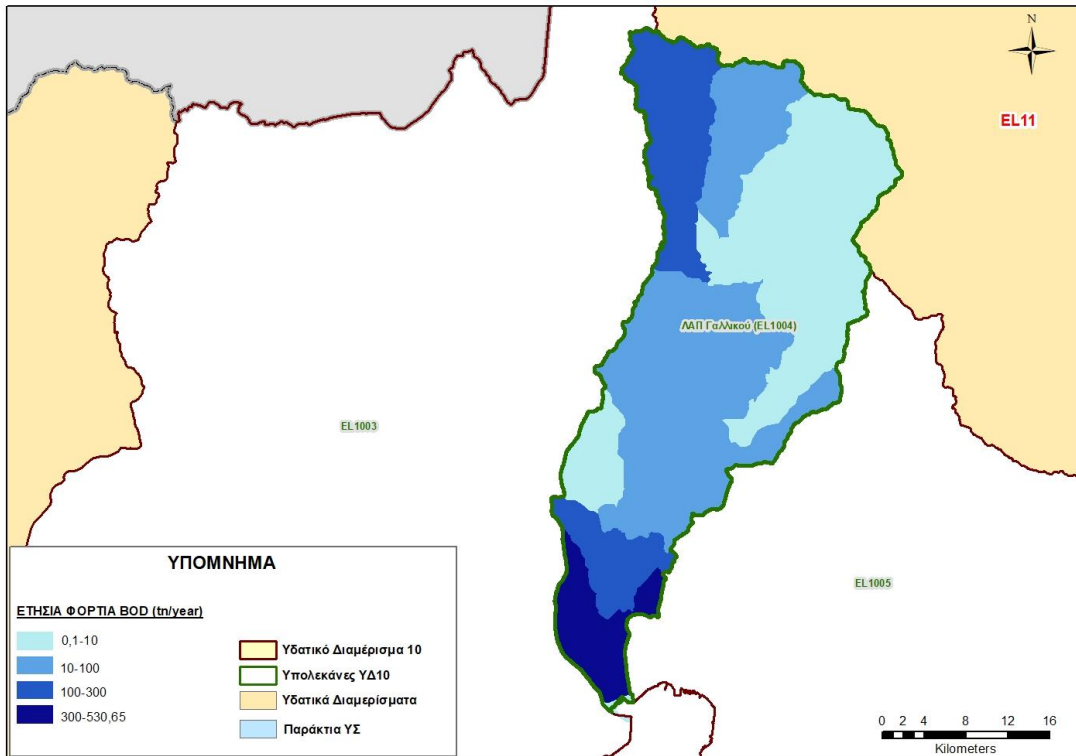 N
EL11
ΛΑΠ Γαλλικού (EL1004)
EL1003
EL1005
ΥΠΟΜΝΗΜΑ
ΕΤΗΣΙΑ ΦΟΡΤΙΑ BOD (tn/year)
0,1-10
10-100
100-300
300-530,65
Υδατικό Διαμέρισμα 10
Υπολεκάνες ΥΔ10
Υδατικά Διαμερίσματα
Παράκτια ΥΣ
0 2 4 8 12 16
Kilometers